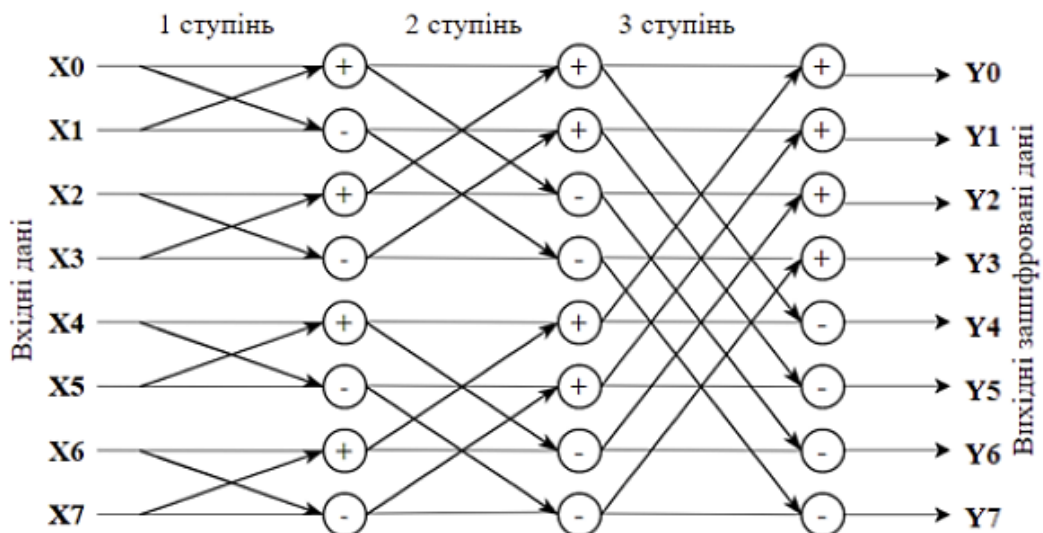 1 ступінь 2 ступінь 3 ступінь
X0 + + + Y0
X1 - + + Y1
X2 + - + Y2
X3 - - + Y3
X4 + + - Y4
X5 - + - Y5
X6 + - - Y6
X7 - - - Y7
Вхідні дані
Впхідні зашифровані дані